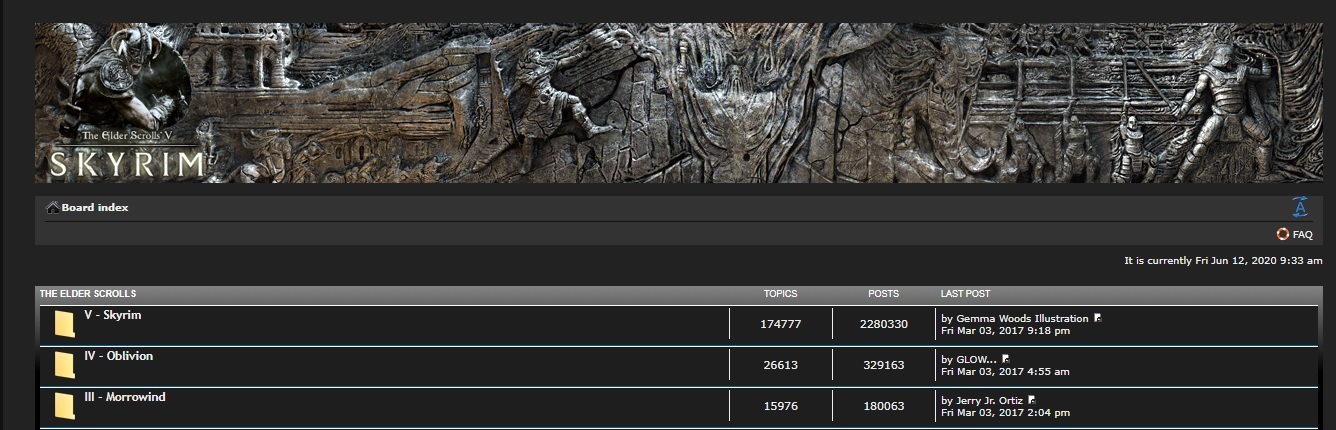 The Elder Scrolls V
SKYRIM
Board index
FAQ
It is currently Fri Jun 12, 2020 9:33 am
THE ELDER SCROLLS TOPICS POSTS LAST POST
V - Skyrim 174777 2280330 by Gemma Woods Illustration
Fri Mar 03, 2017 9:18 pm
IV - Oblivion 26613 329163 by GLOW...
Fri Mar 03, 2017 4:55 am
III - Morrowind 15976 180063 by Jerry Jr. Ortiz
Fri Mar 03, 2017 2:04 pm